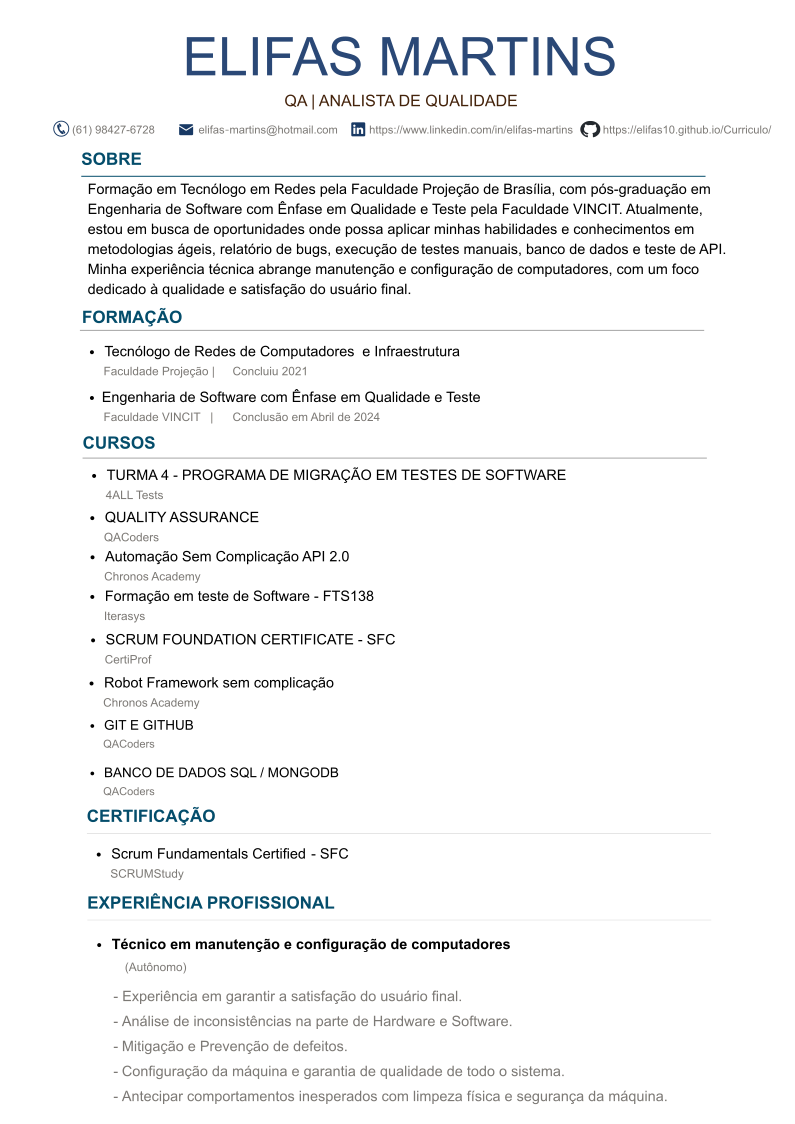 ELIFAS MARTINS
QA | ANALISTA DE QUALIDADE
(61) 98427-6728 elifas-martins@hotmail.com https://www.linkedin.com/in/elifas-martins https://elifas10.github.io/Curriculo/
SOBRE
Formação em Tecnólogo em Redes pela Faculdade Projeção de Brasília, com pós-graduação em
Engenharia de Software com Ênfase em Qualidade e Teste pela Faculdade VINCIT. Atualmente,
estou em busca de oportunidades onde possa aplicar minhas habilidades e conhecimentos em
metodologias ágeis, relatório de bugs, execução de testes manuais, banco de dados e teste de API.
Minha experiência técnica abrange manutenção e configuração de computadores, com um foco
dedicado à qualidade e satisfação do usuário final.
FORMAÇÃO
• Tecnólogo de Redes de Computadores e Infraestrutura
Faculdade Projeção | Concluiu 2021
• Engenharia de Software com Ênfase em Qualidade e Teste
Faculdade VINCIT | Conclusão em Abril de 2024
CURSOS
• TURMA 4 - PROGRAMA DE MIGRAÇÃO EM TESTES DE SOFTWARE
4ALL Tests
• QUALITY ASSURANCE
QACoders
• Automação Sem Complicação API 2.0
Chronos Academy
• Formação em teste de Software - FTS138
Iterasys
• SCRUM FOUNDATION CERTIFICATE - SFC
CertiProf
• Robot Framework sem complicação
Chronos Academy
• GIT E GITHUB
QACoders
• BANCO DE DADOS SQL / MONGODB
QACoders
CERTIFICAÇÃO
• Scrum Fundamentals Certified - SFC
SCRUMStudy
EXPERIÊNCIA PROFISSIONAL
• Técnico em manutenção e configuração de computadores
(Autônomo)
- Experiência em garantir a satisfação do usuário final.
- Análise de inconsistências na parte de Hardware e Software.
- Mitigação e Prevenção de defeitos.
- Configuração da máquina e garantia de qualidade de todo o sistema.
- Antecipar comportamentos inesperados com limpeza física e segurança da máquina.